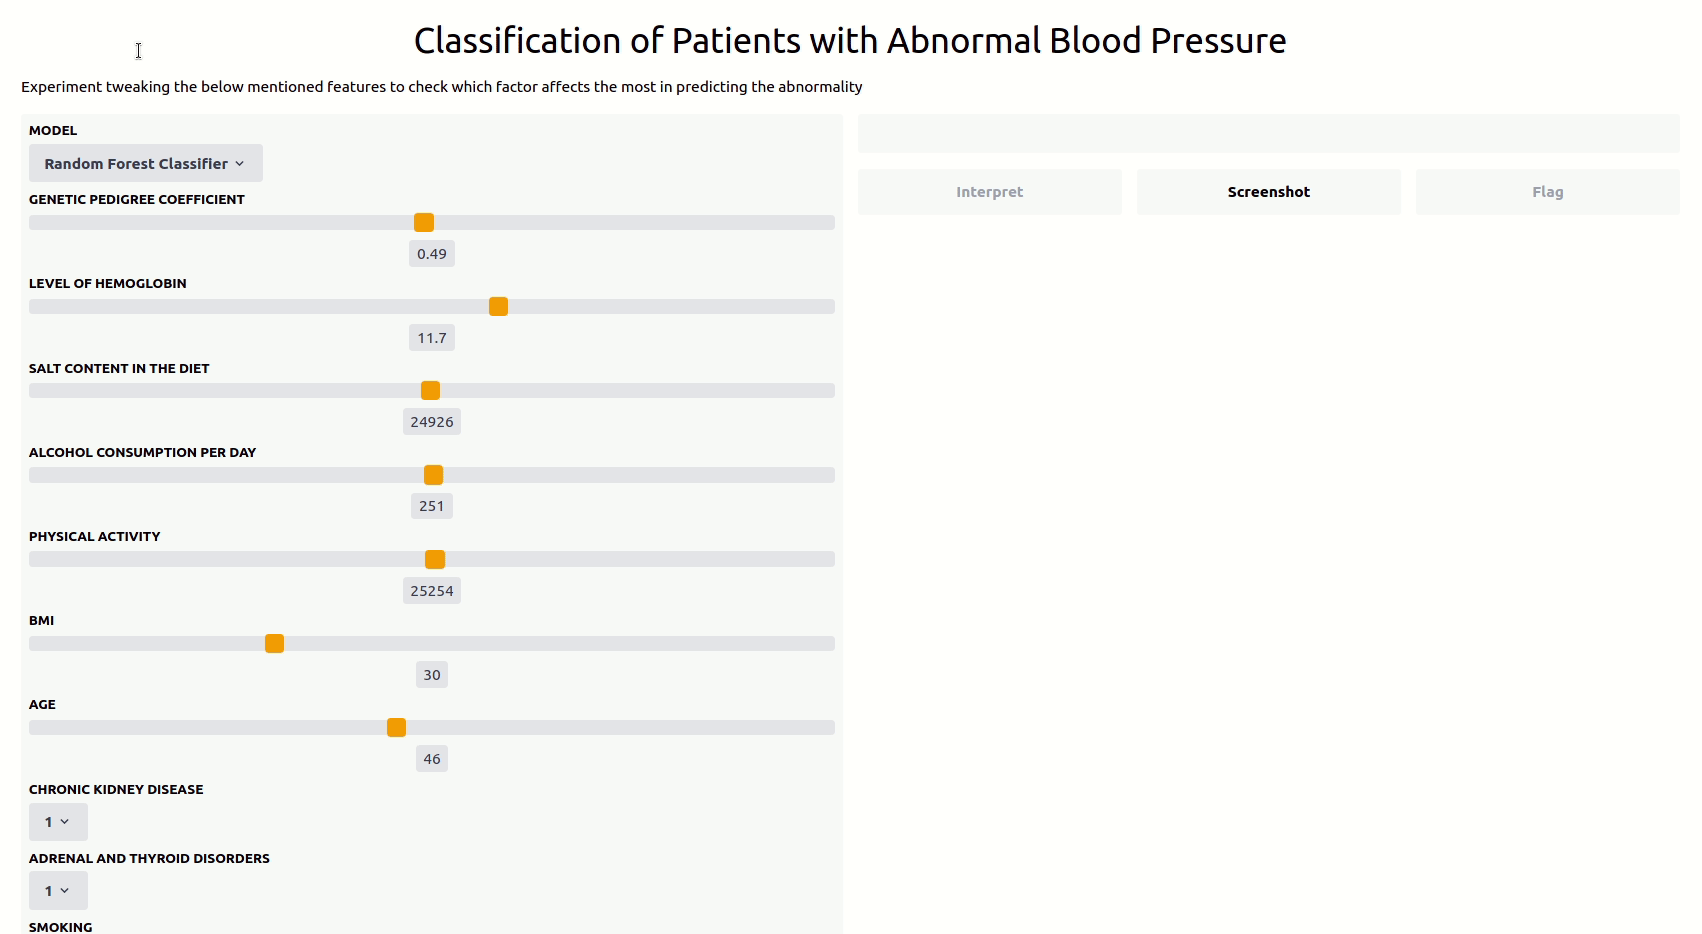 Classification of Patients with Abnormal Blood Pressure
Experiment tweaking the below mentioned features to check which factor affects the most in predicting the abnormality
MODEL
Random Forest Classifier
GENETIC PEDIGREE COEFFICIENT
0.49
LEVEL OF HEMOGLOBIN
11.7
SALT CONTENT IN THE DIET
24926
ALCOHOL CONSUMPTION PER DAY
251
PHYSICAL ACTIVITY
25254
BMI
30
AGE
46
CHRONIC KIDNEY DISEASE
1
ADRENAL AND THYROID DISORDERS
1
SMOKING
Interpret
Screenshot
Flag